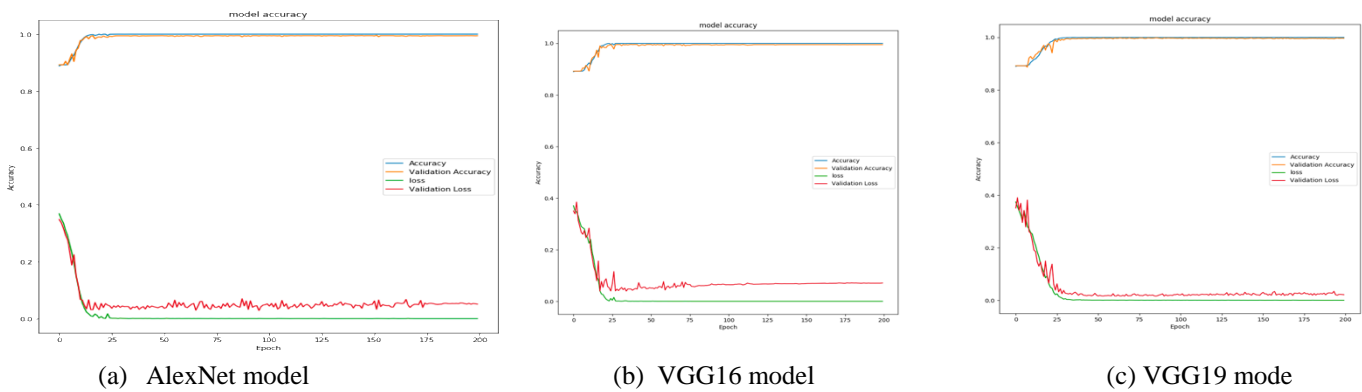 model accuracy
1.0
0.8
0.6
0.4
0.2
0.0
Accuracy
Accuracy
Validation Accuracy
loss
Validation Loss
0 25 50 75 100 125 150 175 200
Epoch
(a) AlexNet model
model accuracy
1.0
0.8
0.6
0.4
0.2
0.0
Accuracy
Accuracy
Validation Accuracy
loss
Validation Loss
0 25 50 75 100 125 150 175 200
Epoch
(b) VGG16 model
model accuracy
1.0
0.8
0.6
0.4
0.2
0.0
Accuracy
Accuracy
Validation Accuracy
loss
Validation Loss
0 25 50 75 100 125 150 175 200
Epoch
(c) VGG19 mode